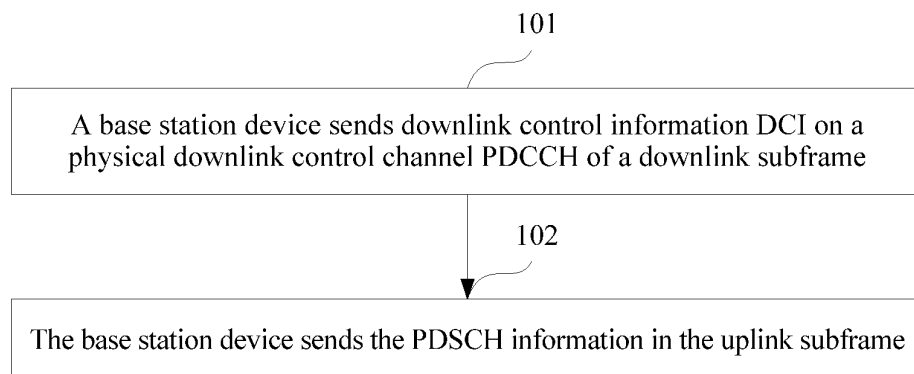 101
A base station device sends downlink control information DCI on a
physical downlink control channel PDCCH of a downlink subframe
102
The base station device sends the PDSCH information in the uplink subframe